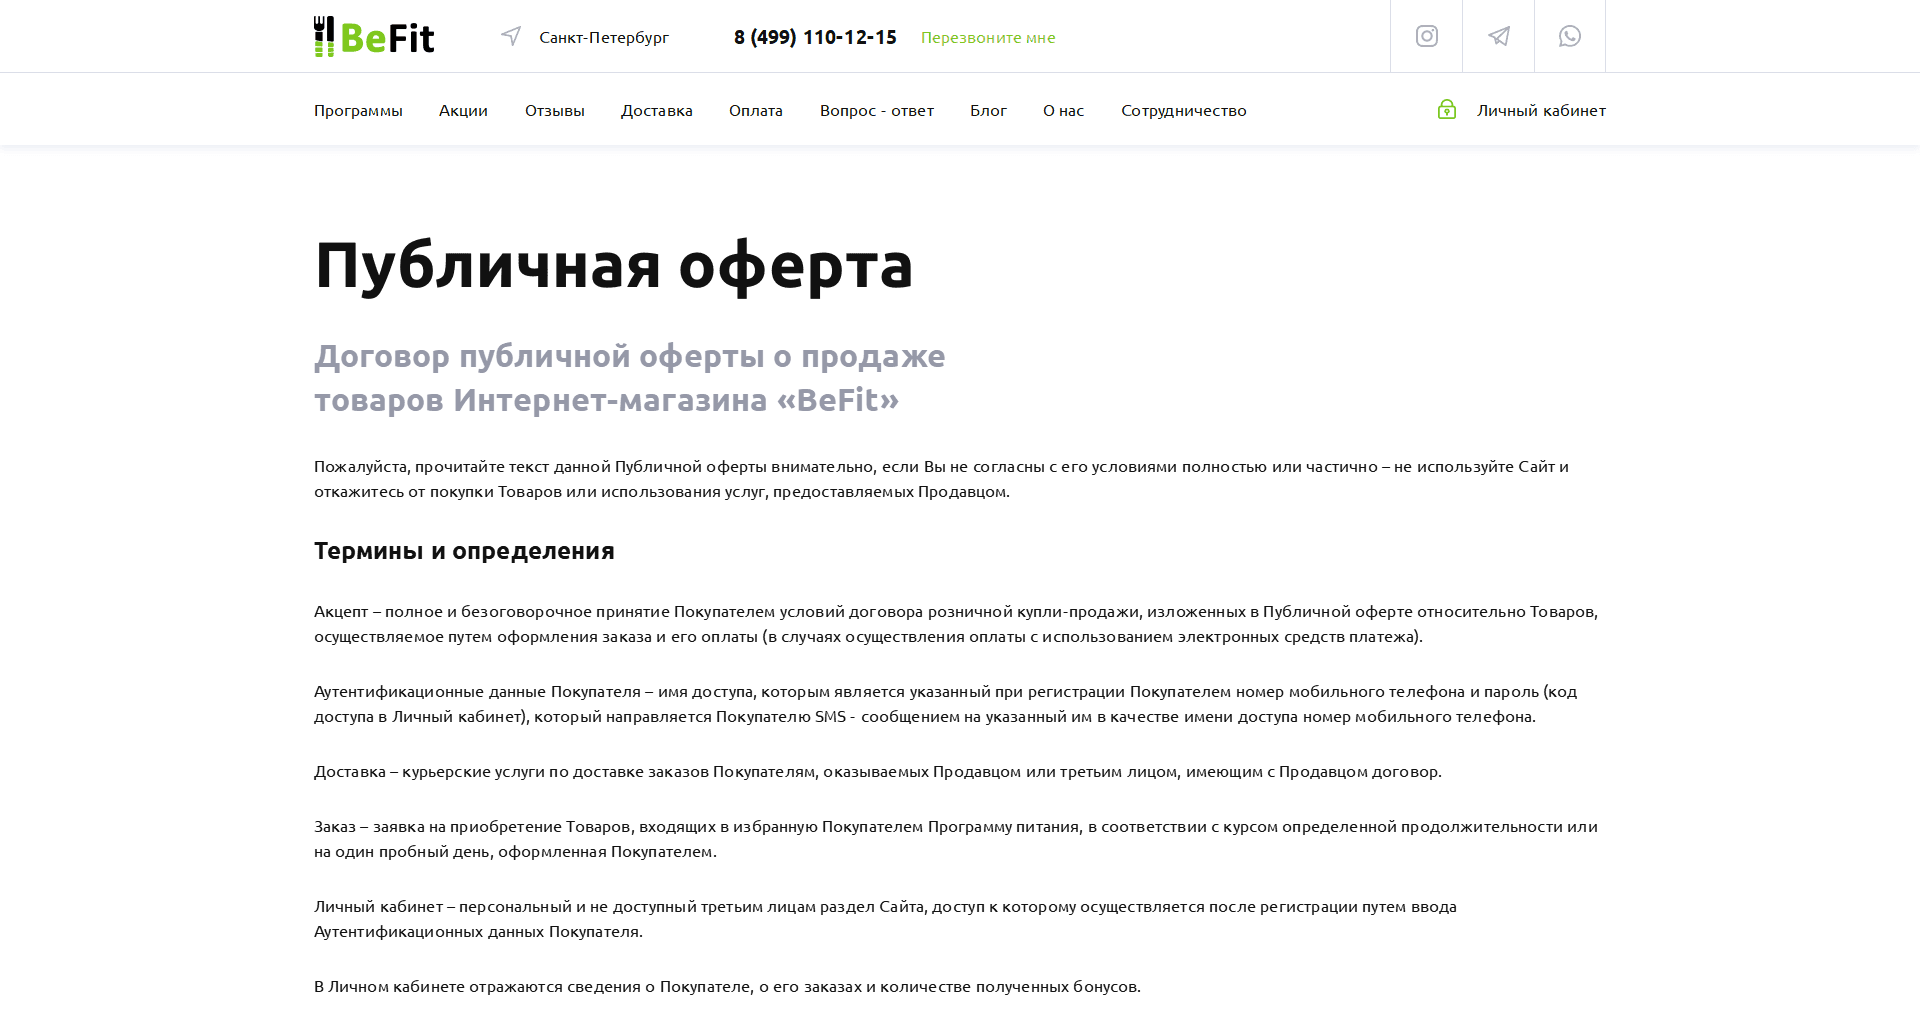 BeFit
Санкт-Петербург
8 (499) 110-12-15
Перезвоните мне
Программы
Акции
Отзывы
Доставка
Оплата
Вопрос - ответ
Блог
О нас
Сотрудничество
Личный кабинет
Публичная оферта
Договор публичной оферты о продаже
товаров Интернет-магазина «BeFit»
Пожалуйста, прочитайте текст данной Публичной оферты внимательно, если Вы не согласны с его условиями полностью или частично – не используйте Сайт и
откажитесь от покупки Товаров или использования услуг, предоставляемых Продавцом.
Термины и определения
Акцепт – полное и безоговорочное принятие Покупателем условий договора розничной купли-продажи, изложенных в Публичной оферте относительно Товаров,
осуществляемое путем оформления заказа и его оплаты (в случаях осуществления оплаты с использованием электронных средств платежа).
Аутентификационные данные Покупателя – имя доступа, которым является указанный при регистрации Покупателем номер мобильного телефона и пароль (код
доступа в Личный кабинет), который направляется Покупателю SMS - сообщением на указанный им в качестве имени доступа номер мобильного телефона.
Доставка – курьерские услуги по доставке заказов Покупателям, оказываемых Продавцом или третьим лицом, имеющим с Продавцом договор.
Заказ – заявка на приобретение Товаров, входящих в избранную Покупателем Программу питания, в соответствии с курсом определенной продолжительности или
на один пробный день, оформленная Покупателем.
Личный кабинет – персональный и не доступный третьим лицам раздел Сайта, доступ к которому осуществляется после регистрации путем ввода
Аутентификационных данных Покупателя.
В Личном кабинете отражаются сведения о Покупателе, о его заказах и количестве полученных бонусов.